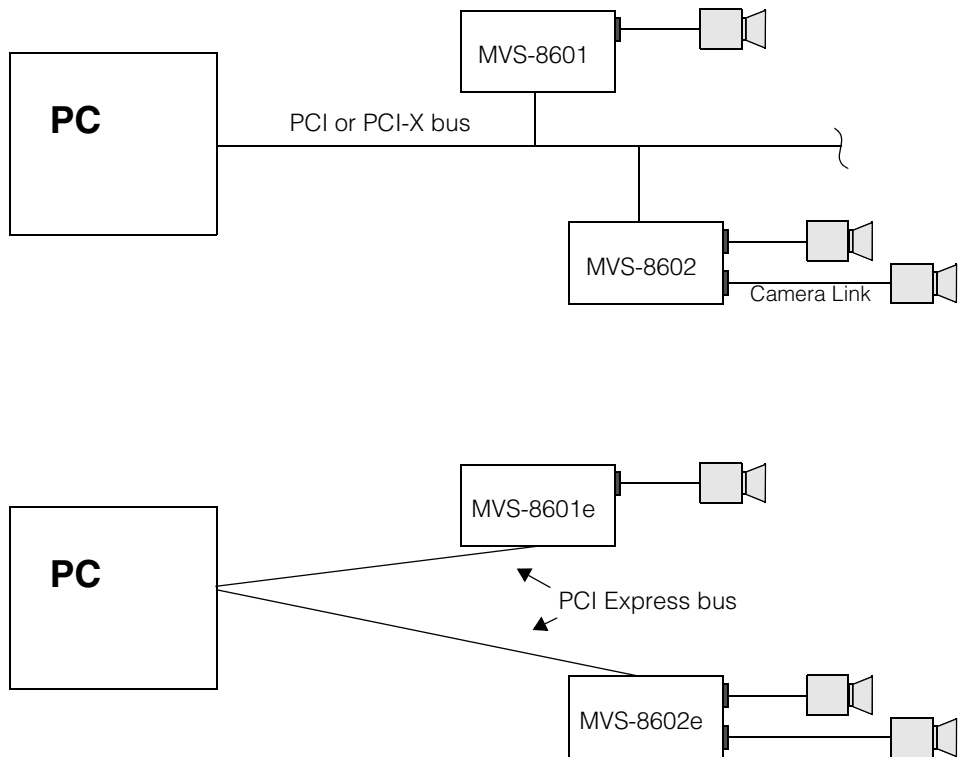 MVS-8601
PC
PCI or PCI-X bus
MVS-8602
Camera Link
MVS-8601e
PC
PCI Express bus
MVS-8602e